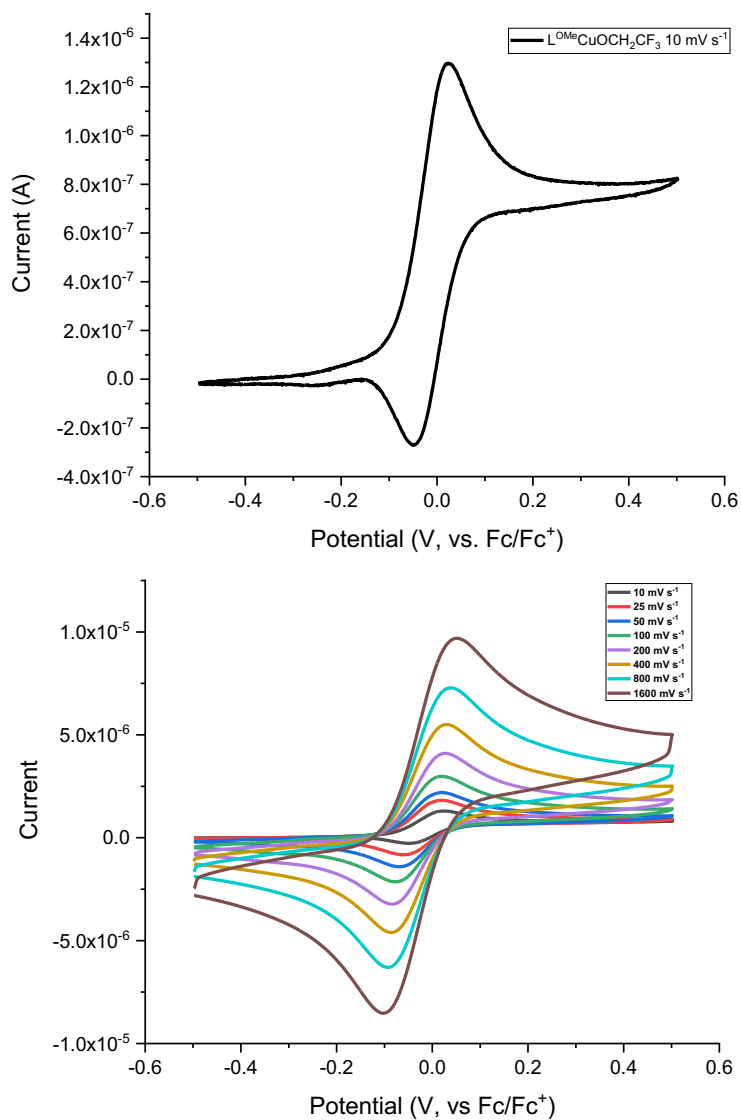 L^OMe CuOCH₂CF₃ 10 mV s⁻¹
1.4x10⁻⁶
1.2x10⁻⁶
1.0x10⁻⁶
8.0x10⁻⁷
6.0x10⁻⁷
4.0x10⁻⁷
2.0x10⁻⁷
0.0
-2.0x10⁻⁷
-4.0x10⁻⁷
Current (A)
-0.6 -0.4 -0.2 0.0 0.2 0.4 0.6
Potential (V, vs. Fc/Fc⁺)
10 mV s⁻¹
25 mV s⁻¹
50 mV s⁻¹
100 mV s⁻¹
200 mV s⁻¹
400 mV s⁻¹
800 mV s⁻¹
1600 mV s⁻¹
1.0x10⁻⁵
5.0x10⁻⁶
0.0
-5.0x10⁻⁶
-1.0x10⁻⁵
Current
-0.6 -0.4 -0.2 0.0 0.2 0.4 0.6
Potential (V, vs Fc/Fc⁺)